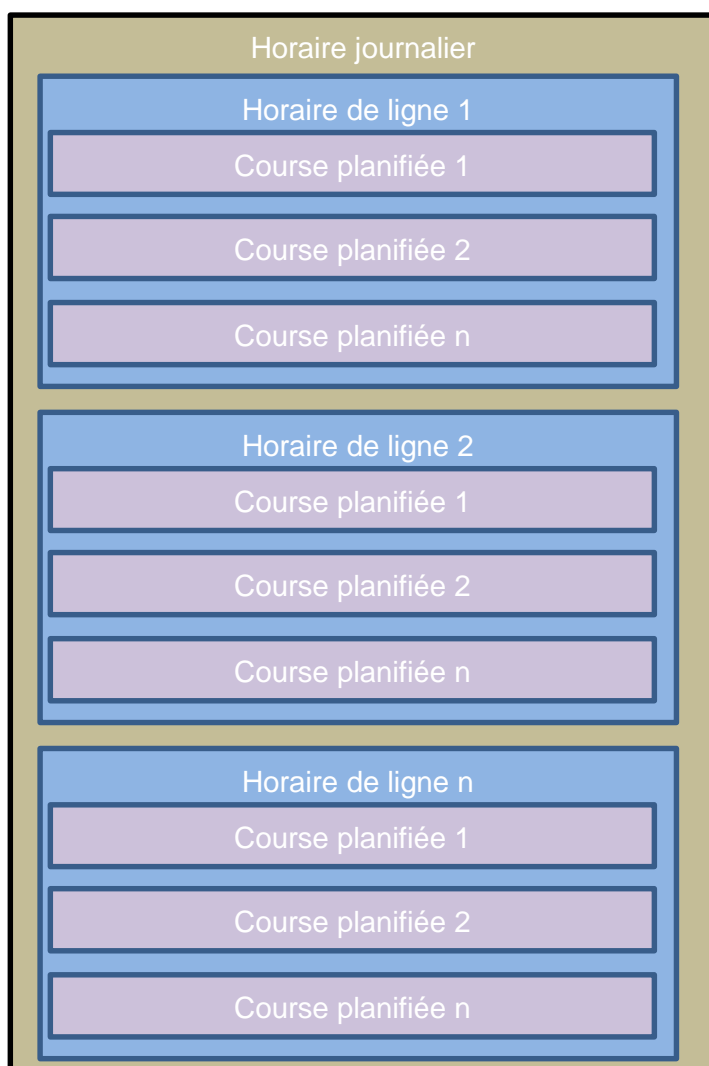 Horaire journalier
Horaire de ligne 1
Course planifiée 1
Course planifiée 2
Course planifiée n
Horaire de ligne 2
Course planifiée 1
Course planifiée 2
Course planifiée n
Horaire de ligne n
Course planifiée 1
Course planifiée 2
Course planifiée n